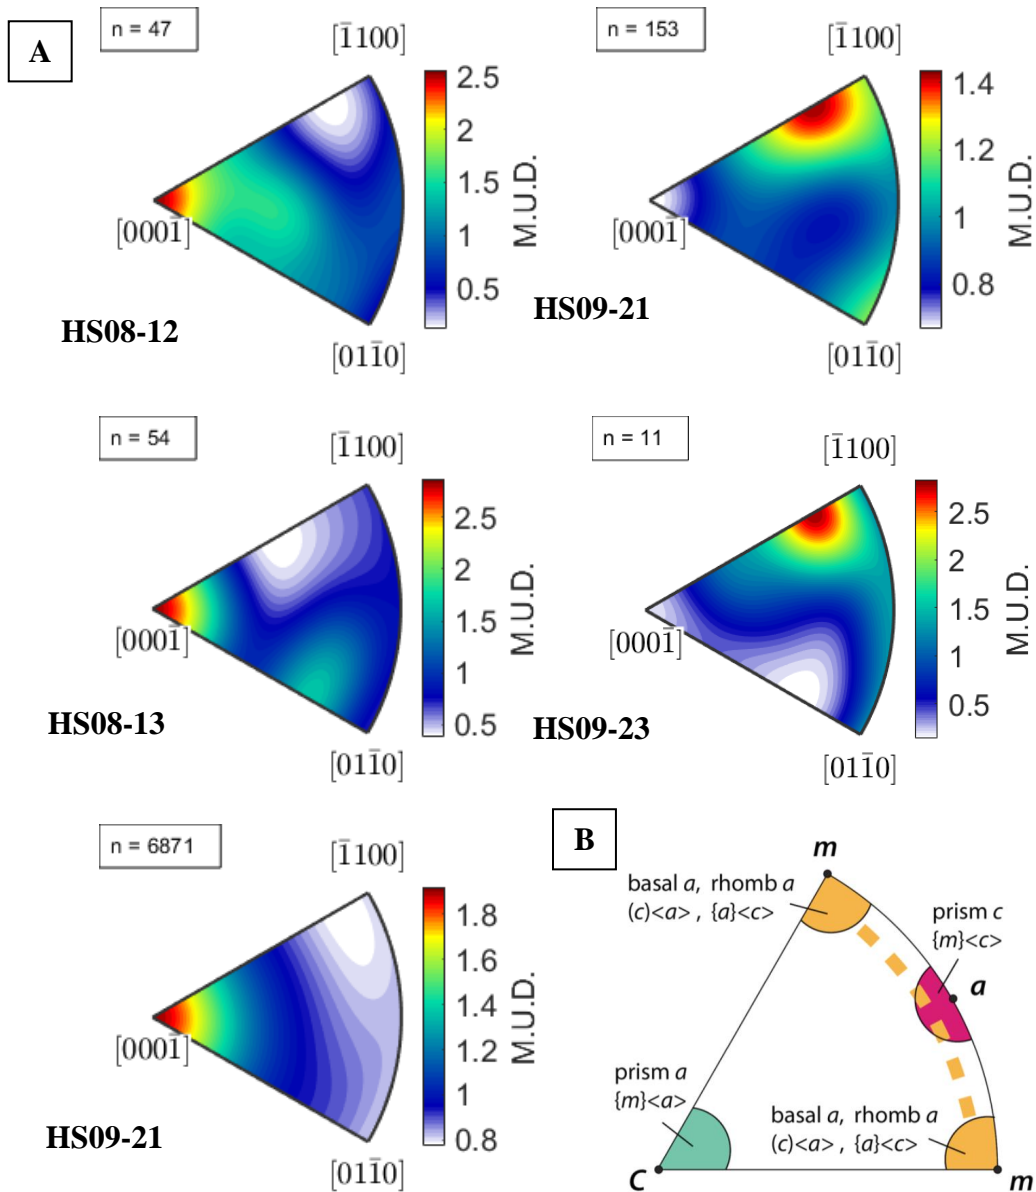 A
n = 47
[1̄100]
2.5
2
1.5
1
0.5
M.U.D.
[0001̄]
HS08-12
[011̄0]
n = 153
[1̄100]
1.4
1.2
1
0.8
M.U.D.
[0001̄]
HS09-21
[011̄0]
n = 54
[1̄100]
2.5
2
1.5
1
0.5
M.U.D.
[0001̄]
HS08-13
[011̄0]
n = 11
[1̄100]
2.5
2
1.5
1
0.5
M.U.D.
[0001̄]
HS09-23
[011̄0]
n = 6871
[1̄100]
1.8
1.6
1.4
1.2
1
0.8
M.U.D.
[0001̄]
HS09-21
[011̄0]
B
m
basal a, rhomb a
(c)<a> , {a}<c>
prism c
{m}<c>
a
prism a
{m}<a>
basal a, rhomb a
(c)<a> , {a}<c>
c
m